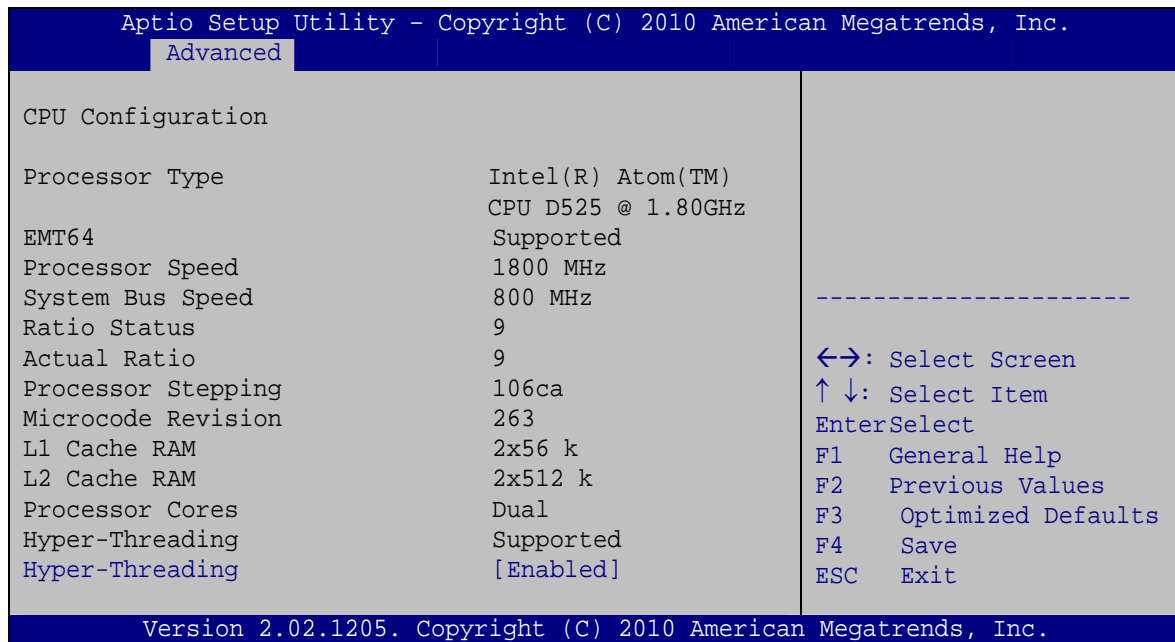 Aptio Setup Utility – Copyright (C) 2010 American Megatrends, Inc.
Advanced
CPU Configuration
Processor Type Intel(R) Atom(TM)
CPU D525 @ 1.80GHz
EMT64 Supported
Processor Speed 1800 MHz
System Bus Speed 800 MHz
Ratio Status 9
Actual Ratio 9
Processor Stepping 106ca
Microcode Revision 263
L1 Cache RAM 2x56 k
L2 Cache RAM 2x512 k
Processor Cores Dual
Hyper-Threading Supported
Hyper-Threading [Enabled]
----------------------
←→: Select Screen
↑ ↓: Select Item
EnterSelect
F1 General Help
F2 Previous Values
F3 Optimized Defaults
F4 Save
ESC Exit
Version 2.02.1205. Copyright (C) 2010 American Megatrends, Inc.